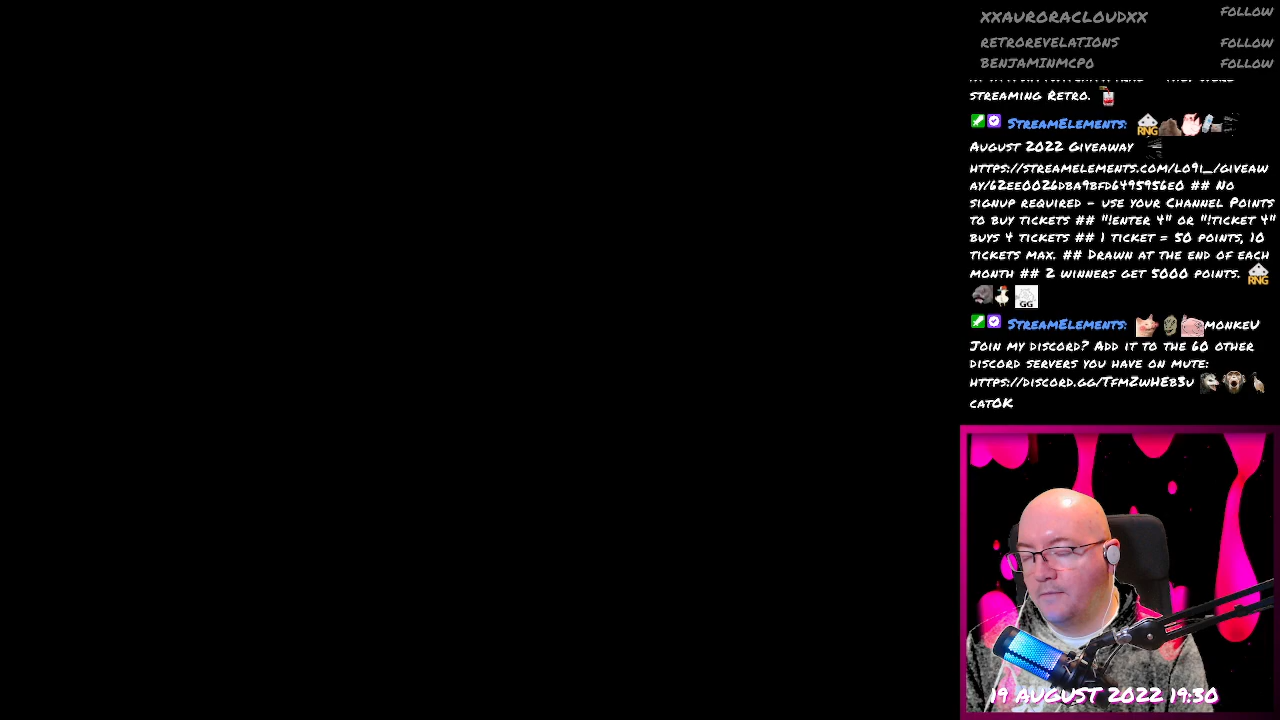 XXAURORACLOUDXX FOLLOW
RETROREVELATIONS FOLLOW
BENJAMINMCPO FOLLOW
STREAMING RETRO.
STREAMELEMENTS: RNG
AUGUST 2022 GIVEAWAY
HTTPS://STREAMELEMENTS.COM/LO9I_/GIVEAW
AY/62EE0026DBA9BFD6495956E0 ## NO
SIGNUP REQUIRED - USE YOUR CHANNEL POINTS
TO BUY TICKETS ## "!ENTER 4" OR "!TICKET 4"
BUYS 4 TICKETS ## 1 TICKET = 50 POINTS, 10
TICKETS MAX. ## DRAWN AT THE END OF EACH
MONTH ## 2 WINNERS GET 5000 POINTS. RNG
GG
STREAMELEMENTS: MONKEU
JOIN MY DISCORD? ADD IT TO THE 60 OTHER
DISCORD SERVERS YOU HAVE ON MUTE:
HTTPS://DISCORD.GG/TFMZWHEB3U
CATOK
19 AUGUST 2022 19:30